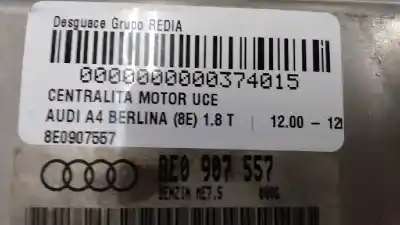 Desguace Grupo REDIA
0000000000374015
CENTRALITA MOTOR UCE
AUDI A4 BERLINA (8E) 1.8 T | 12.00 - 12
8E0907557
8E0 907 557
BENZIN ME7.5